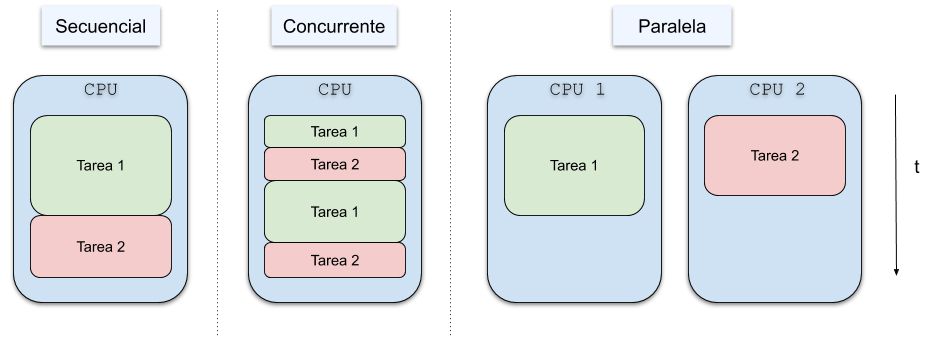 Secuencial
CPU
Tarea 1
Tarea 2
Concurrente
CPU
Tarea 1
Tarea 2
Tarea 1
Tarea 2
Paralela
CPU 1
Tarea 1
CPU 2
Tarea 2
t